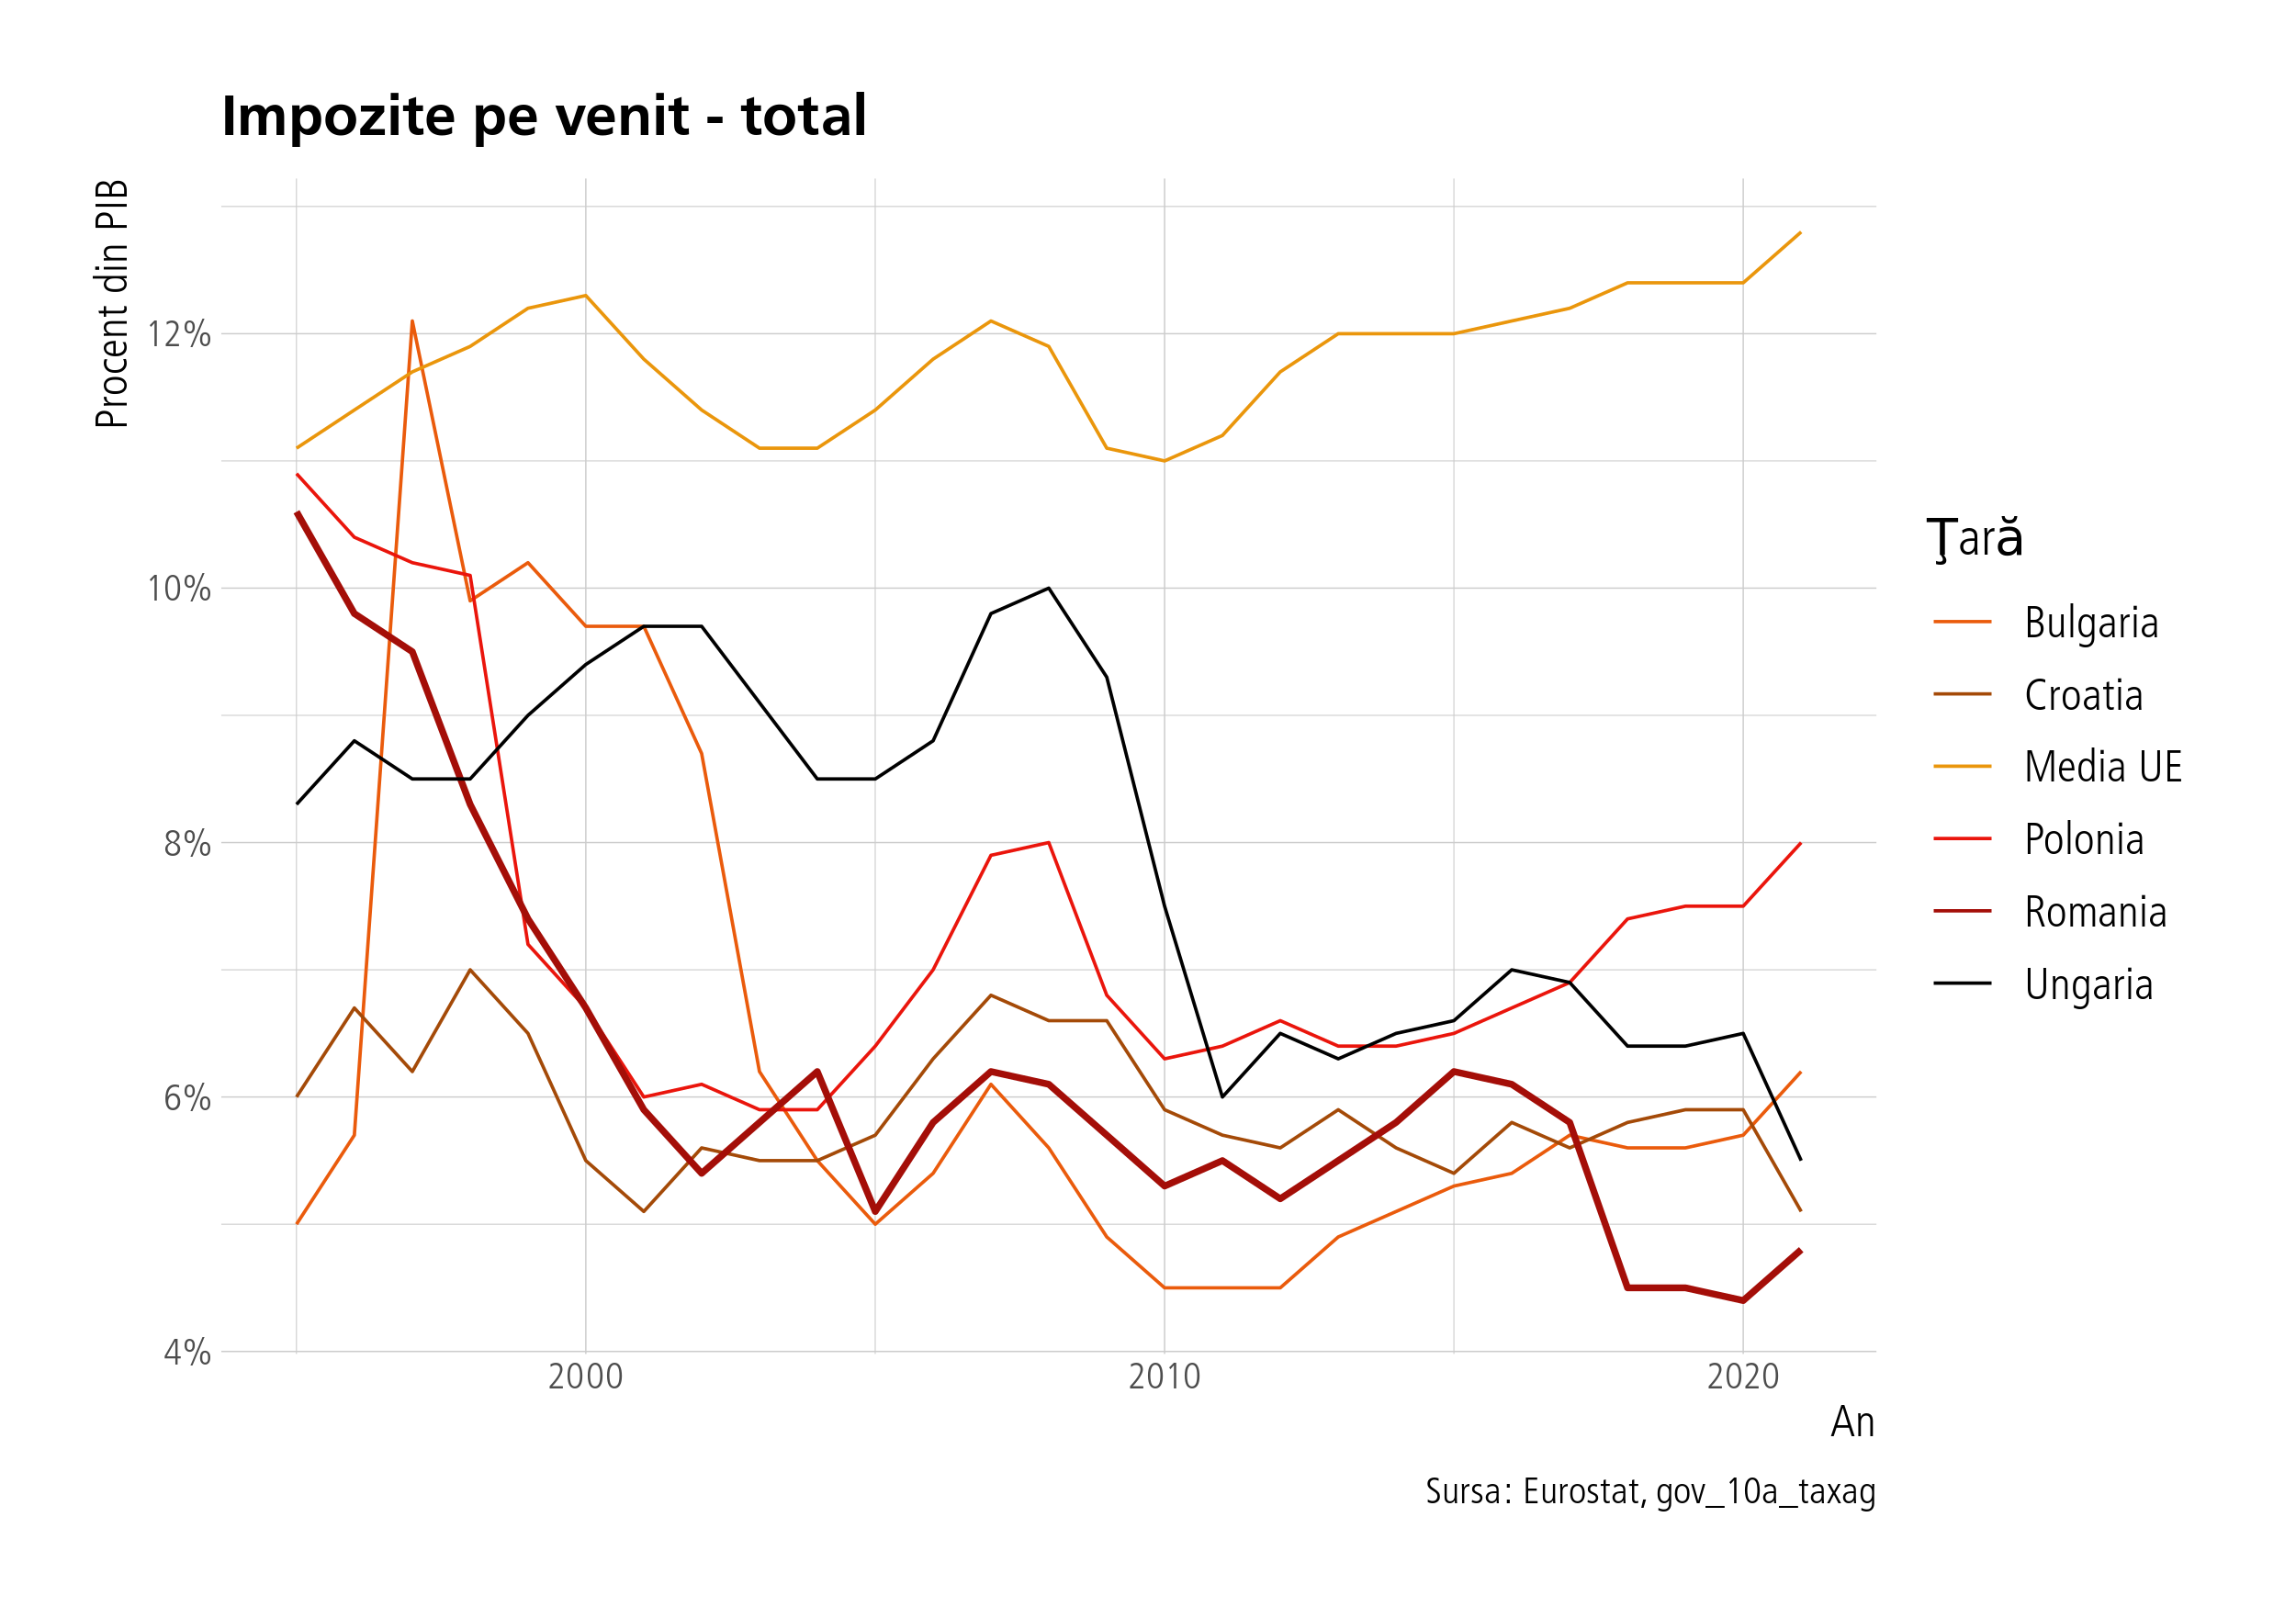 Impozite pe venit - total
Procent din PIB
12%
10%
8%
6%
4%
2000
2010
2020
An
Ţară
Bulgaria
Croatia
Media UE
Polonia
Romania
Ungaria
Sursa: Eurostat, gov_10a_taxag